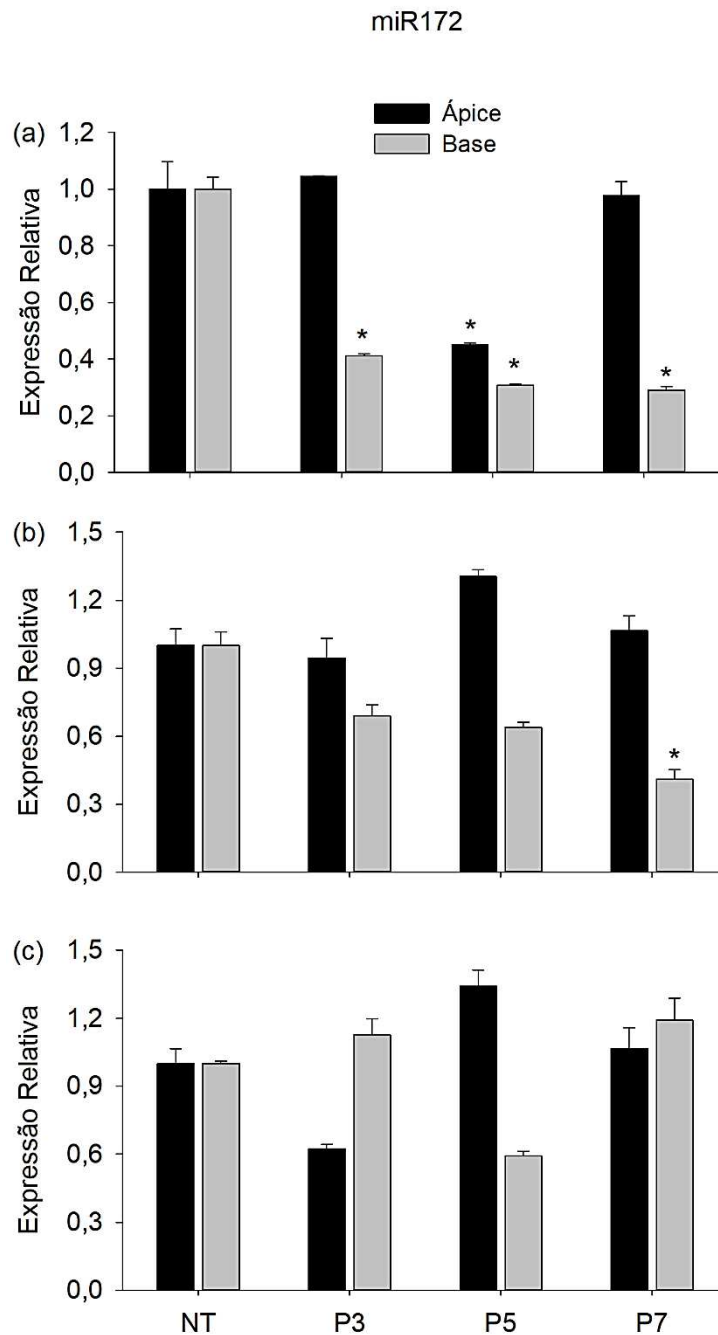 miR172
(a)
Ápice
Base
Expressão Relativa
1,2
1,0
0,8
0,6
0,4
0,2
0,0
*
*
*
*
(b)
Expressão Relativa
1,5
1,2
0,9
0,6
0,3
0,0
*
(c)
Expressão Relativa
1,5
1,2
0,9
0,6
0,3
0,0
NT P3 P5 P7